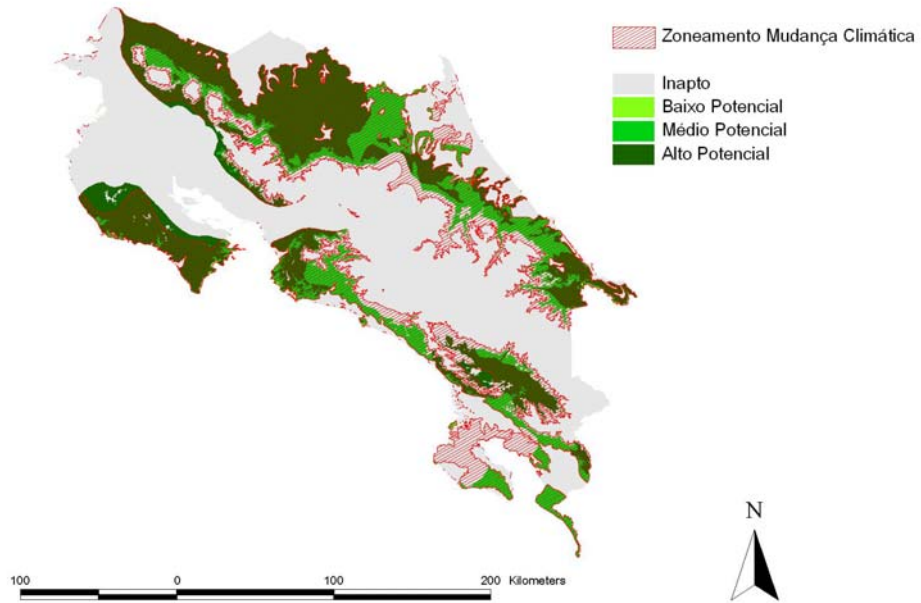 Zoneamento Mudança Climática
Inapto
Baixo Potencial
Médio Potencial
Alto Potencial
N
100 0 100 200 Kilometers